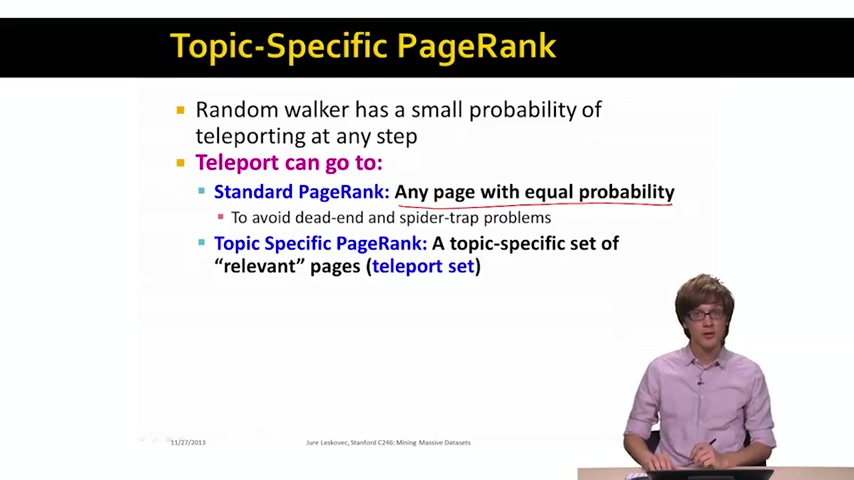 Topic-Specific PageRank
Random walker has a small probability of
teleporting at any step
Teleport can go to:
Standard PageRank: Any page with equal probability
To avoid dead-end and spider-trap problems
Topic Specific PageRank: A topic-specific set of
“relevant” pages (teleport set)
11/27/2013 Jure Leskovec, Stanford C246: Mining Massive Datasets